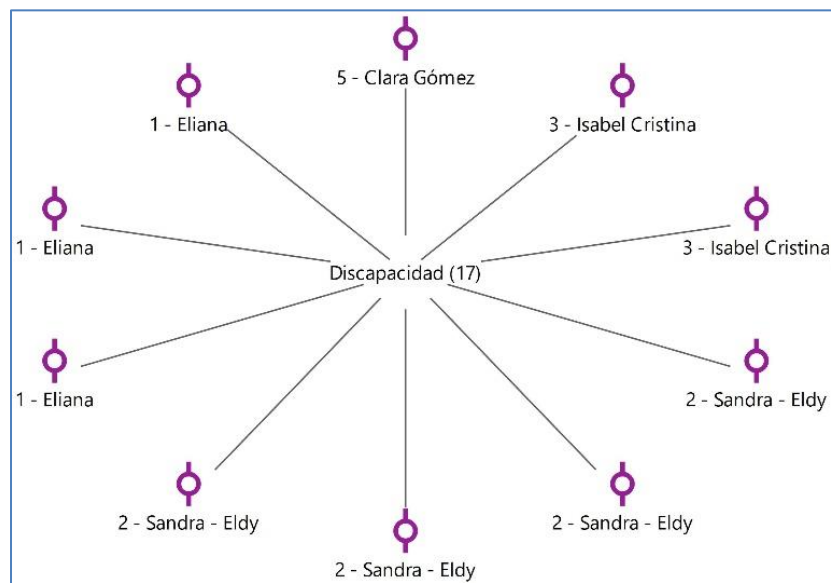 5 - Clara Gómez
1 - Eliana
3 - Isabel Cristina
1 - Eliana
3 - Isabel Cristina
Discapacidad (17)
1 - Eliana
2 - Sandra - Eldy
2 - Sandra - Eldy
2 - Sandra - Eldy
2 - Sandra - Eldy